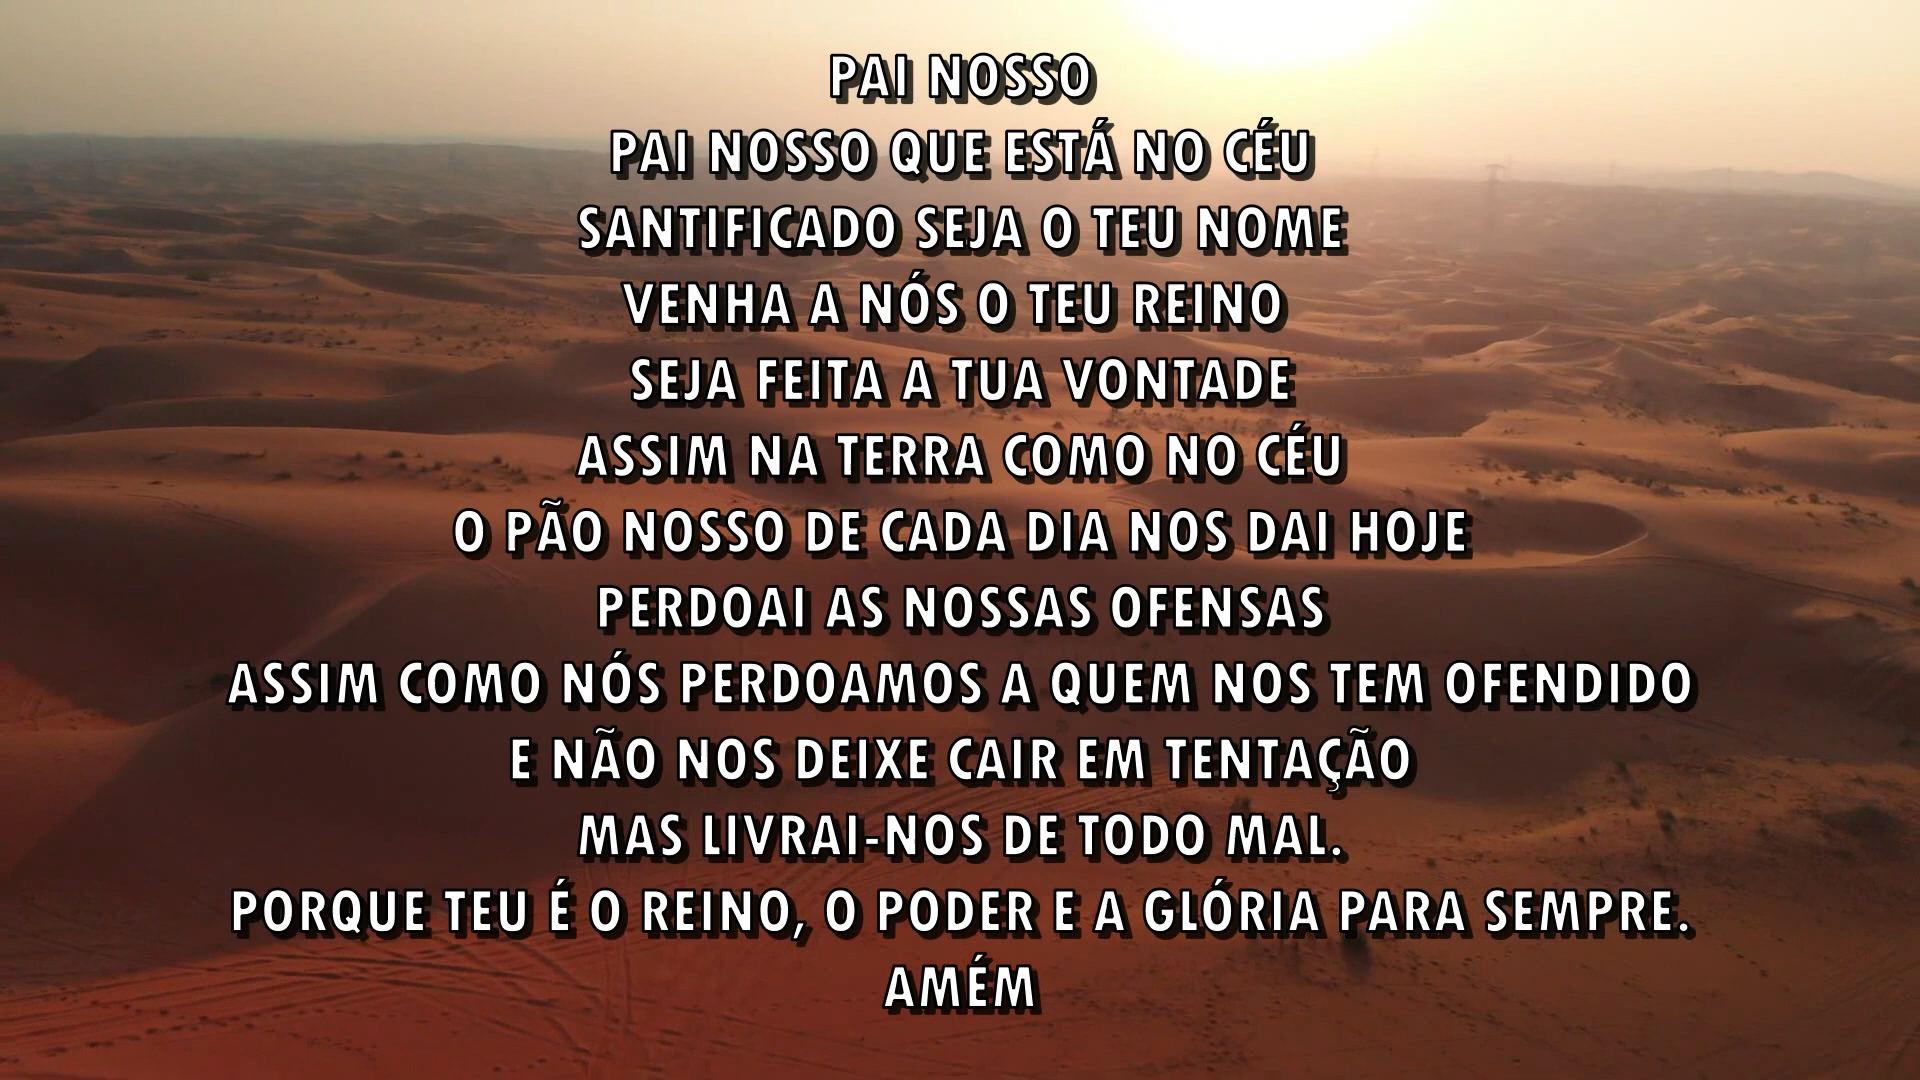 PAI NOSSO
PAI NOSSO QUE ESTÁ NO CÉU
SANTIFICADO SEJA O TEU NOME
VENHA A NÓS O TEU REINO
SEJA FEITA A TUA VONTADE
ASSIM NA TERRA COMO NO CÉU
O PÃO NOSSO DE CADA DIA NOS DAI HOJE
PERDOAI AS NOSSAS OFENSAS
ASSIM COMO NÓS PERDOAMOS A QUEM NOS TEM OFENDIDO
E NÃO NOS DEIXE CAIR EM TENTAÇÃO
MAS LIVRAI-NOS DE TODO MAL.
PORQUE TEU É O REINO, O PODER E A GLÓRIA PARA SEMPRE.
AMÉM